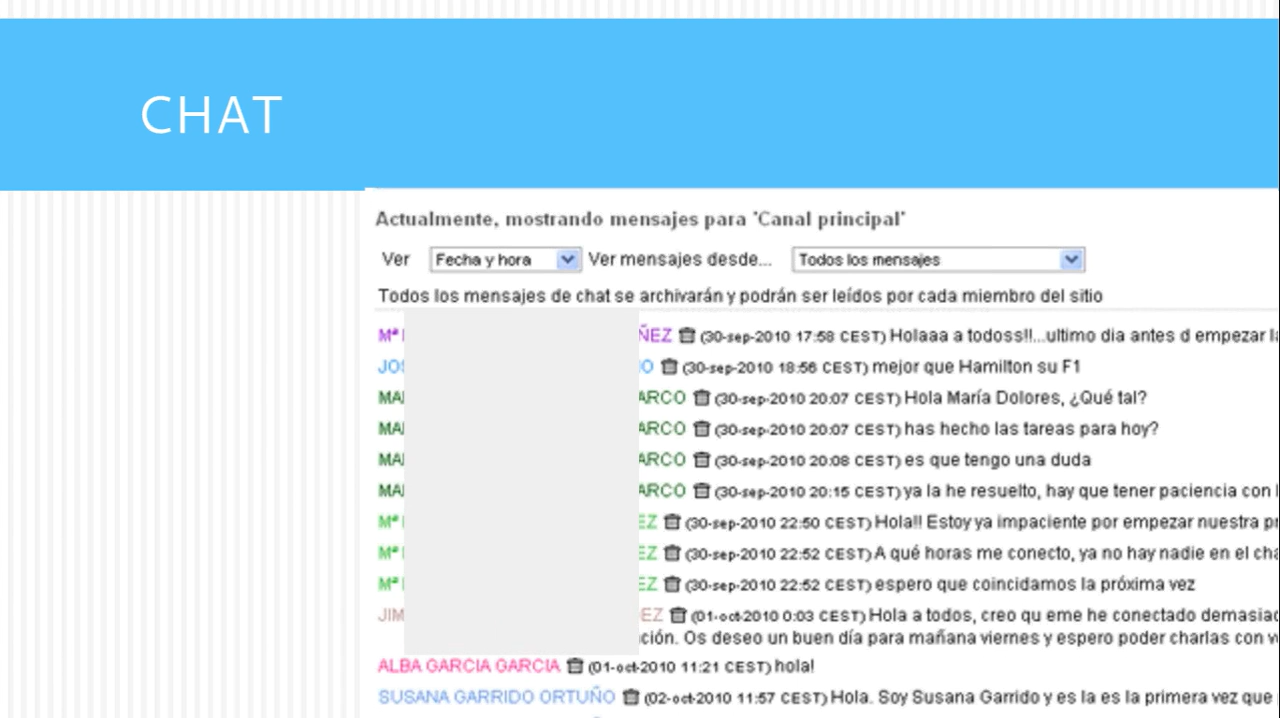 CHAT
Actualmente, mostrando mensajes para 'Canal principal'
Ver Fecha y hora Ver mensajes desde... Todos los mensajes
Todos los mensajes de chat se archivarán y podrán ser leídos por cada miembro del sitio
Mª ÑEZ (30-sep-2010 17:58 CEST) Holaaa a todoss!!...ultimo dia antes d empezar
JOS O (30-sep-2010 18:56 CEST) mejor que Hamilton su F1
MA ARCO (30-sep-2010 20:07 CEST) Hola María Dolores, ¿Qué tal?
MA ARCO (30-sep-2010 20:07 CEST) has hecho las tareas para hoy?
MA ARCO (30-sep-2010 20:08 CEST) es que tengo una duda
MA ARCO (30-sep-2010 20:15 CEST) ya la he resuelto, hay que tener paciencia con
Mª EZ (30-sep-2010 22:50 CEST) Hola!! Estoy ya impaciente por empezar nuestra
Mª EZ (30-sep-2010 22:52 CEST) A qué horas me conecto, ya no hay nadie en el
Mª EZ (30-sep-2010 22:52 CEST) espero que coincidamos la próxima vez
JIM EZ (01-oct-2010 0:03 CEST) Hola a todos, creo qu eme he conectado
ción. Os deseo un buen día para mañana viernes y espero poder charlas con
ALBA GARCIA GARCIA (01-oct-2010 11:21 CEST) hola!
SUSANA GARRIDO ORTUÑO (02-oct-2010 11:57 CEST) Hola. Soy Susana Garrido y es la es la primera vez que